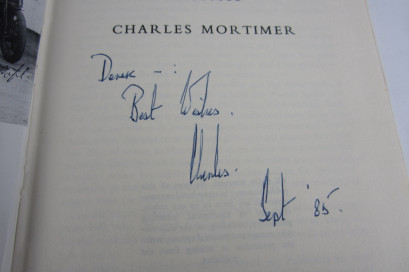 CHARLES MORTIMER
Derek - :
Best Wishes.
Charles.
Sept '85.